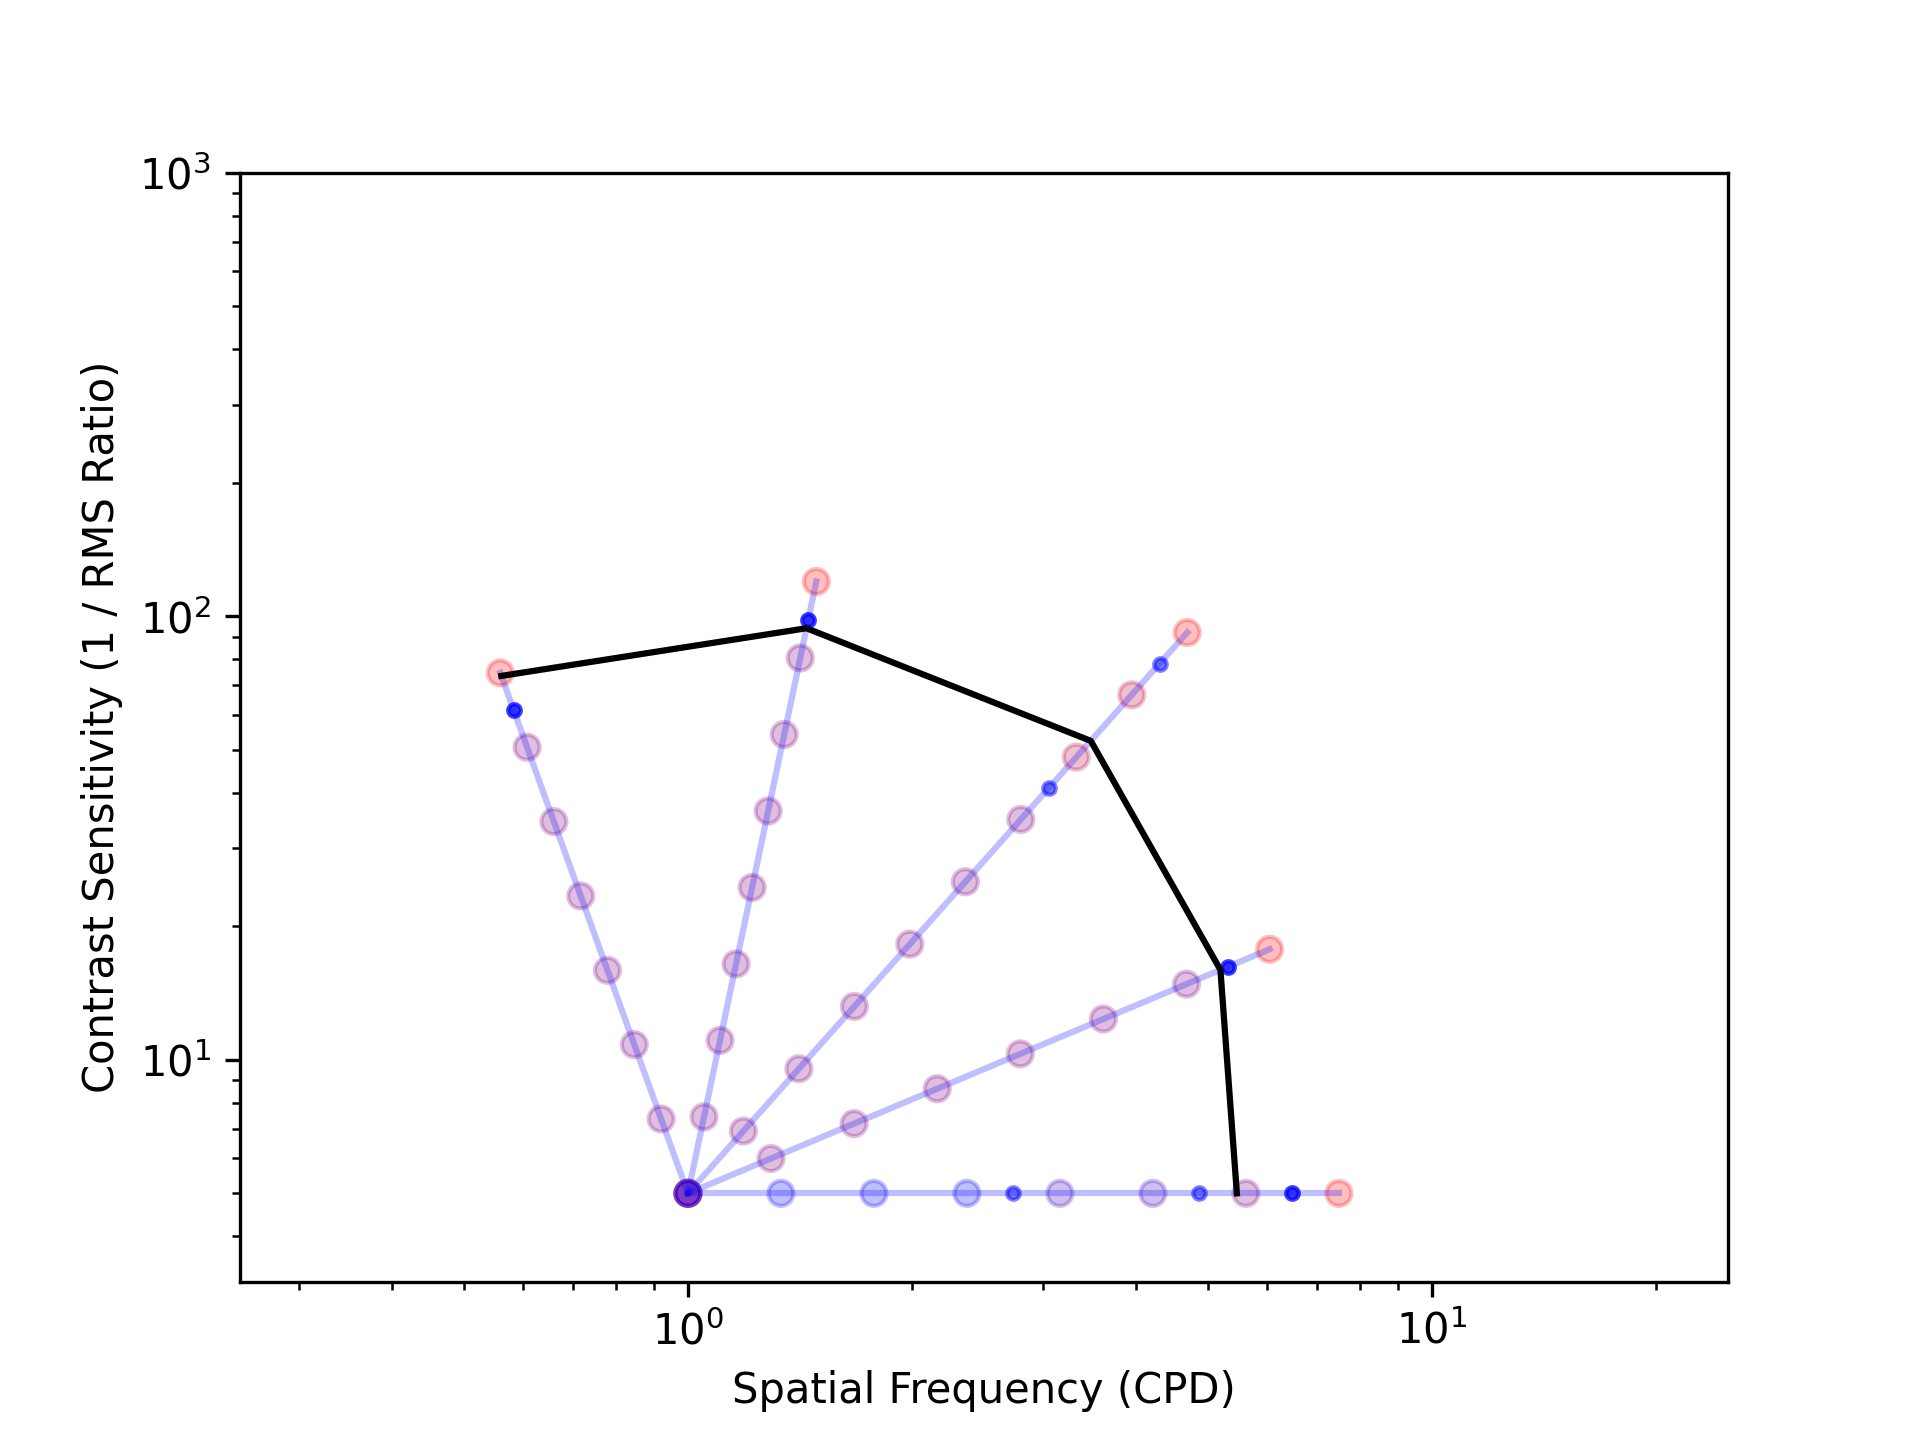 10³
10²
10¹
Contrast Sensitivity (1 / RMS Ratio)
10⁰ 10¹
Spatial Frequency (CPD)